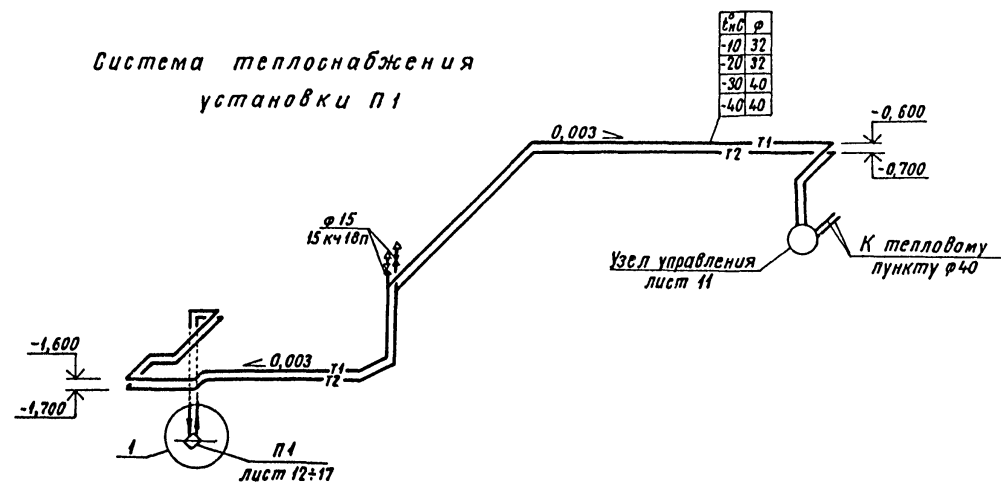 Система теплоснабжения
установки П1
tн°C φ
-10 32
-20 32
-30 40
-40 40
0,003
Т1
Т2
-0,600
-0,700
φ15
15кч18п
Узел управления
лист 11
К тепловому
пункту φ40
-1,600
-1,700
0,003
Т1
Т2
1
П1
лист 12÷17